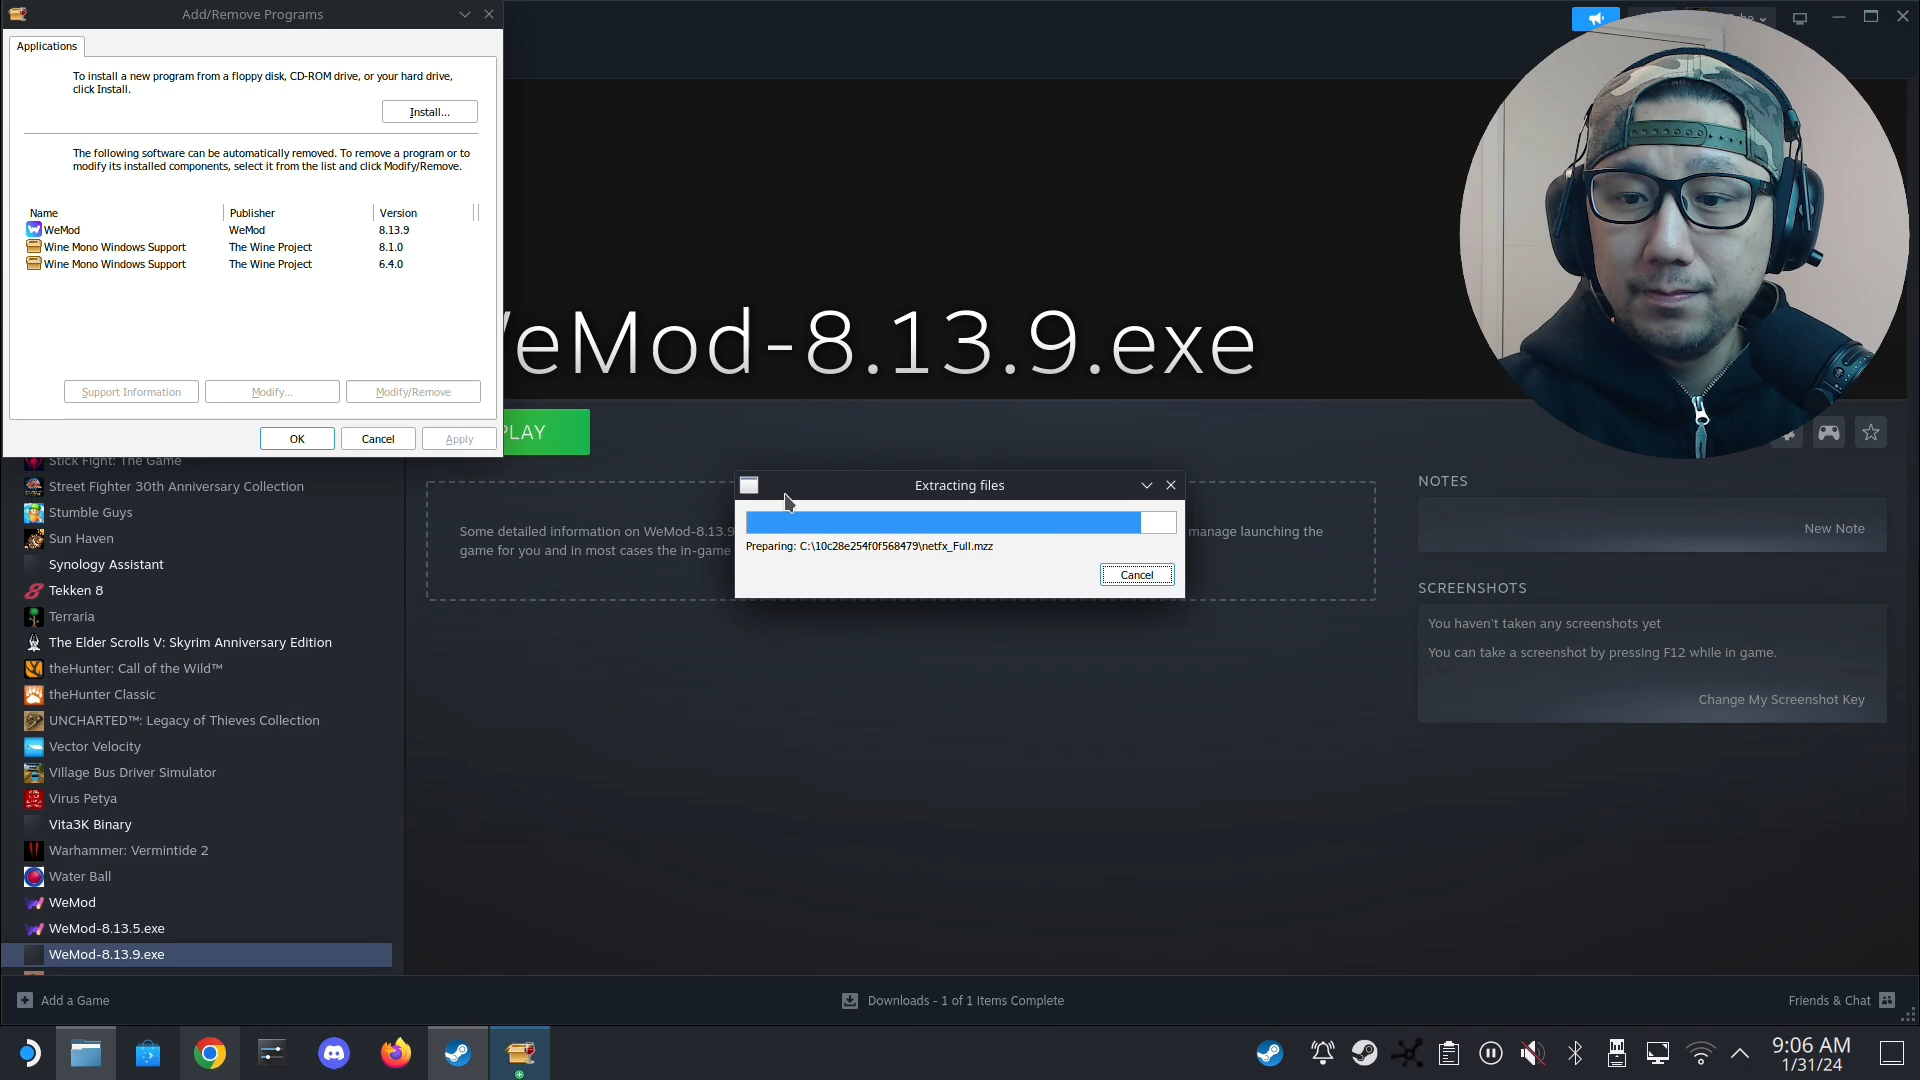 Add/Remove Programs
Applications
To install a new program from a floppy disk, CD-ROM drive, or your hard drive,
click Install.
Install...
The following software can be automatically removed. To remove a program or to
modify its installed components, select it from the list and click Modify/Remove.
Name Publisher Version
WeMod WeMod 8.13.9
Wine Mono Windows Support The Wine Project 8.1.0
Wine Mono Windows Support The Wine Project 6.4.0
Support Information Modify... Modify/Remove
OK Cancel Apply
WeMod-8.13.9.exe
PLAY
Stick Fight: The Game
Street Fighter 30th Anniversary Collection
Stumble Guys
Sun Haven
Synology Assistant
Tekken 8
Terraria
The Elder Scrolls V: Skyrim Anniversary Edition
theHunter: Call of the Wild™
theHunter Classic
UNCHARTED™: Legacy of Thieves Collection
Vector Velocity
Village Bus Driver Simulator
Virus Petya
Vita3K Binary
Warhammer: Vermintide 2
Water Ball
WeMod
WeMod-8.13.5.exe
WeMod-8.13.9.exe
Some detailed information on WeMod-8.13.9 manage launching the
game for you and in most cases the in-game
Extracting files
Preparing: C:\10c28e254f0f568479\netfx_Full.mzz
Cancel
NOTES
New Note
SCREENSHOTS
You haven't taken any screenshots yet
You can take a screenshot by pressing F12 while in game.
Change My Screenshot Key
Add a Game
Downloads - 1 of 1 Items Complete
Friends & Chat
9:06 AM
1/31/24